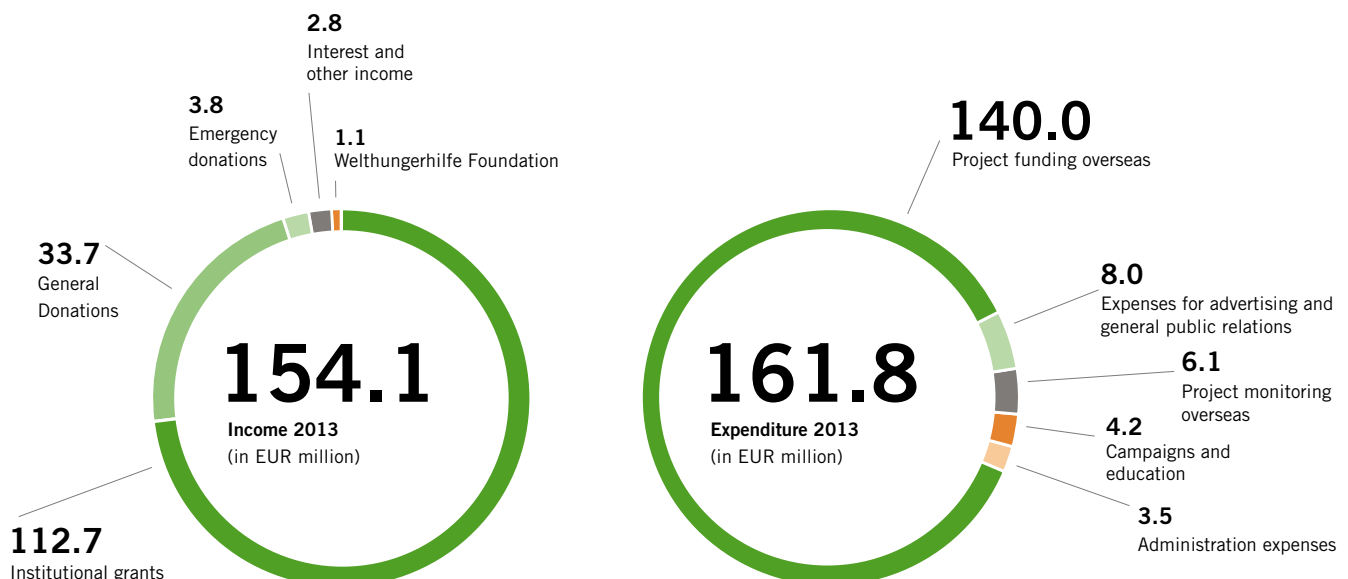 2.8
Interest and
other income
3.8
Emergency
donations
1.1
Welthungerhilfe Foundation
33.7
General
Donations
154.1
Income 2013
(in EUR million)
112.7
Institutional grants
140.0
Project funding overseas
8.0
Expenses for advertising and
general public relations
161.8
Expenditure 2013
(in EUR million)
6.1
Project monitoring
overseas
4.2
Campaigns and
education
3.5
Administration expenses